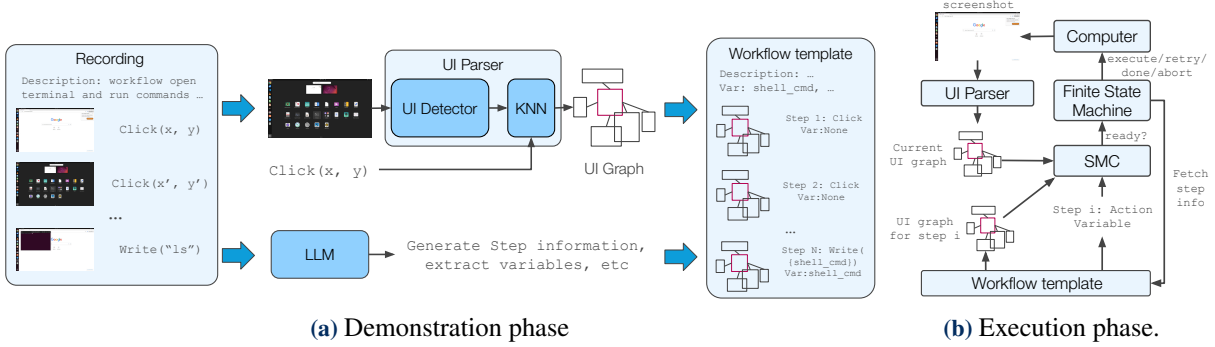 Recording
Description: workflow open
terminal and run commands …
Click(x, y)
Click(x', y')
...
Write("ls")
UI Parser
UI Detector
KNN
Click(x, y)
UI Graph
LLM
Generate Step information,
extract variables, etc
Workflow template
Description: …
Var: shell_cmd, …
Step 1: Click
Var:None
Step 2: Click
Var:None
...
Step N: Write(
{shell_cmd})
Var:shell_cmd
(a) Demonstration phase
screenshot
Google
Computer
execute/retry/
done/abort
UI Parser
Finite State
Machine
ready?
Current
UI graph
SMC
Fetch
step
info
UI graph
for step i
Step i: Action
Variable
Workflow template
(b) Execution phase.